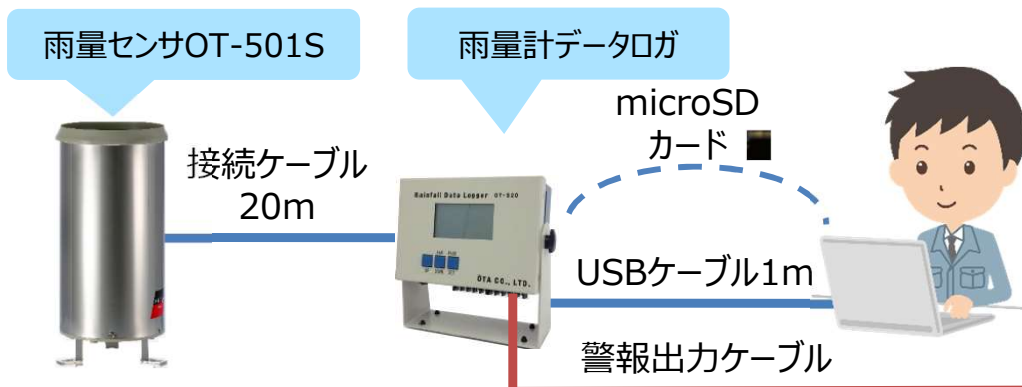 雨量センサOT-501S
雨量計データロガ
microSD
カード
接続ケーブル
20m
Rainfall Data Logger OT-520
ŌTA CO., LTD.
USBケーブル1m
警報出力ケーブル